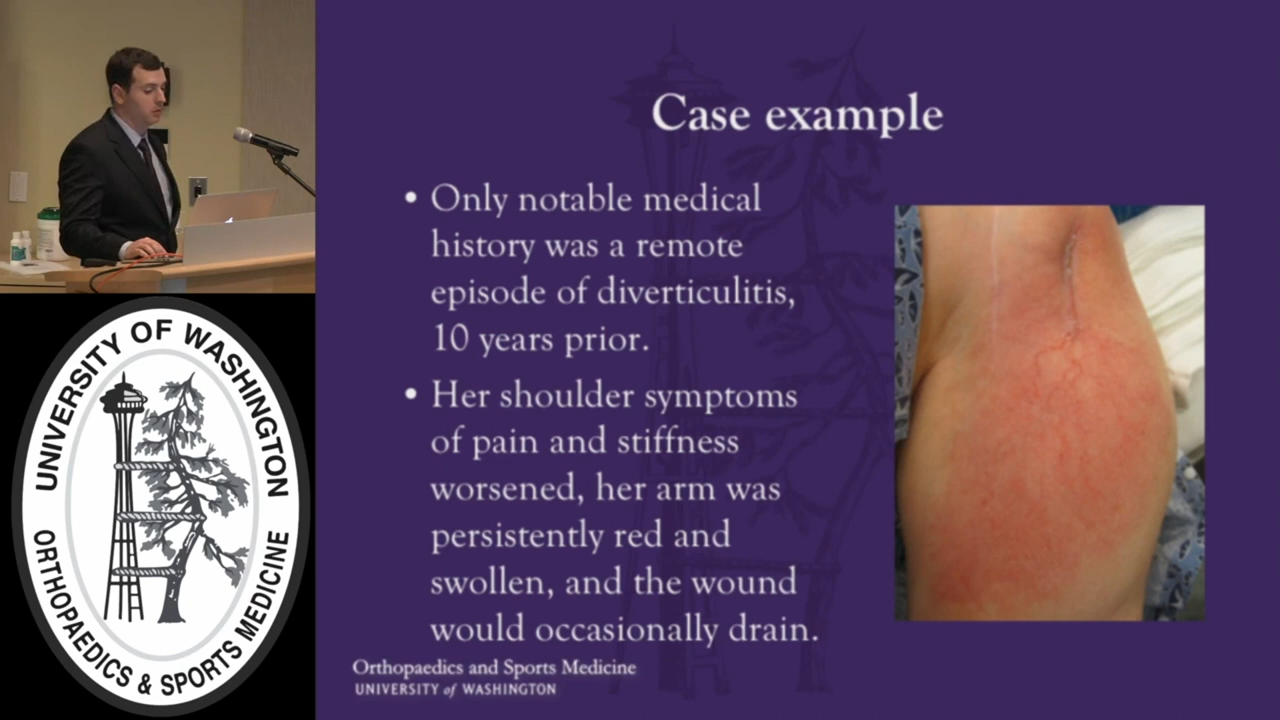 Case example
• Only notable medical
history was a remote
episode of diverticulitis,
10 years prior.
• Her shoulder symptoms
of pain and stiffness
worsened, her arm was
persistently red and
swollen, and the wound
would occasionally drain.
Orthopaedics and Sports Medicine
UNIVERSITY of WASHINGTON
UNIVERSITY OF WASHINGTON
ORTHOPAEDICS & SPORTS MEDICINE